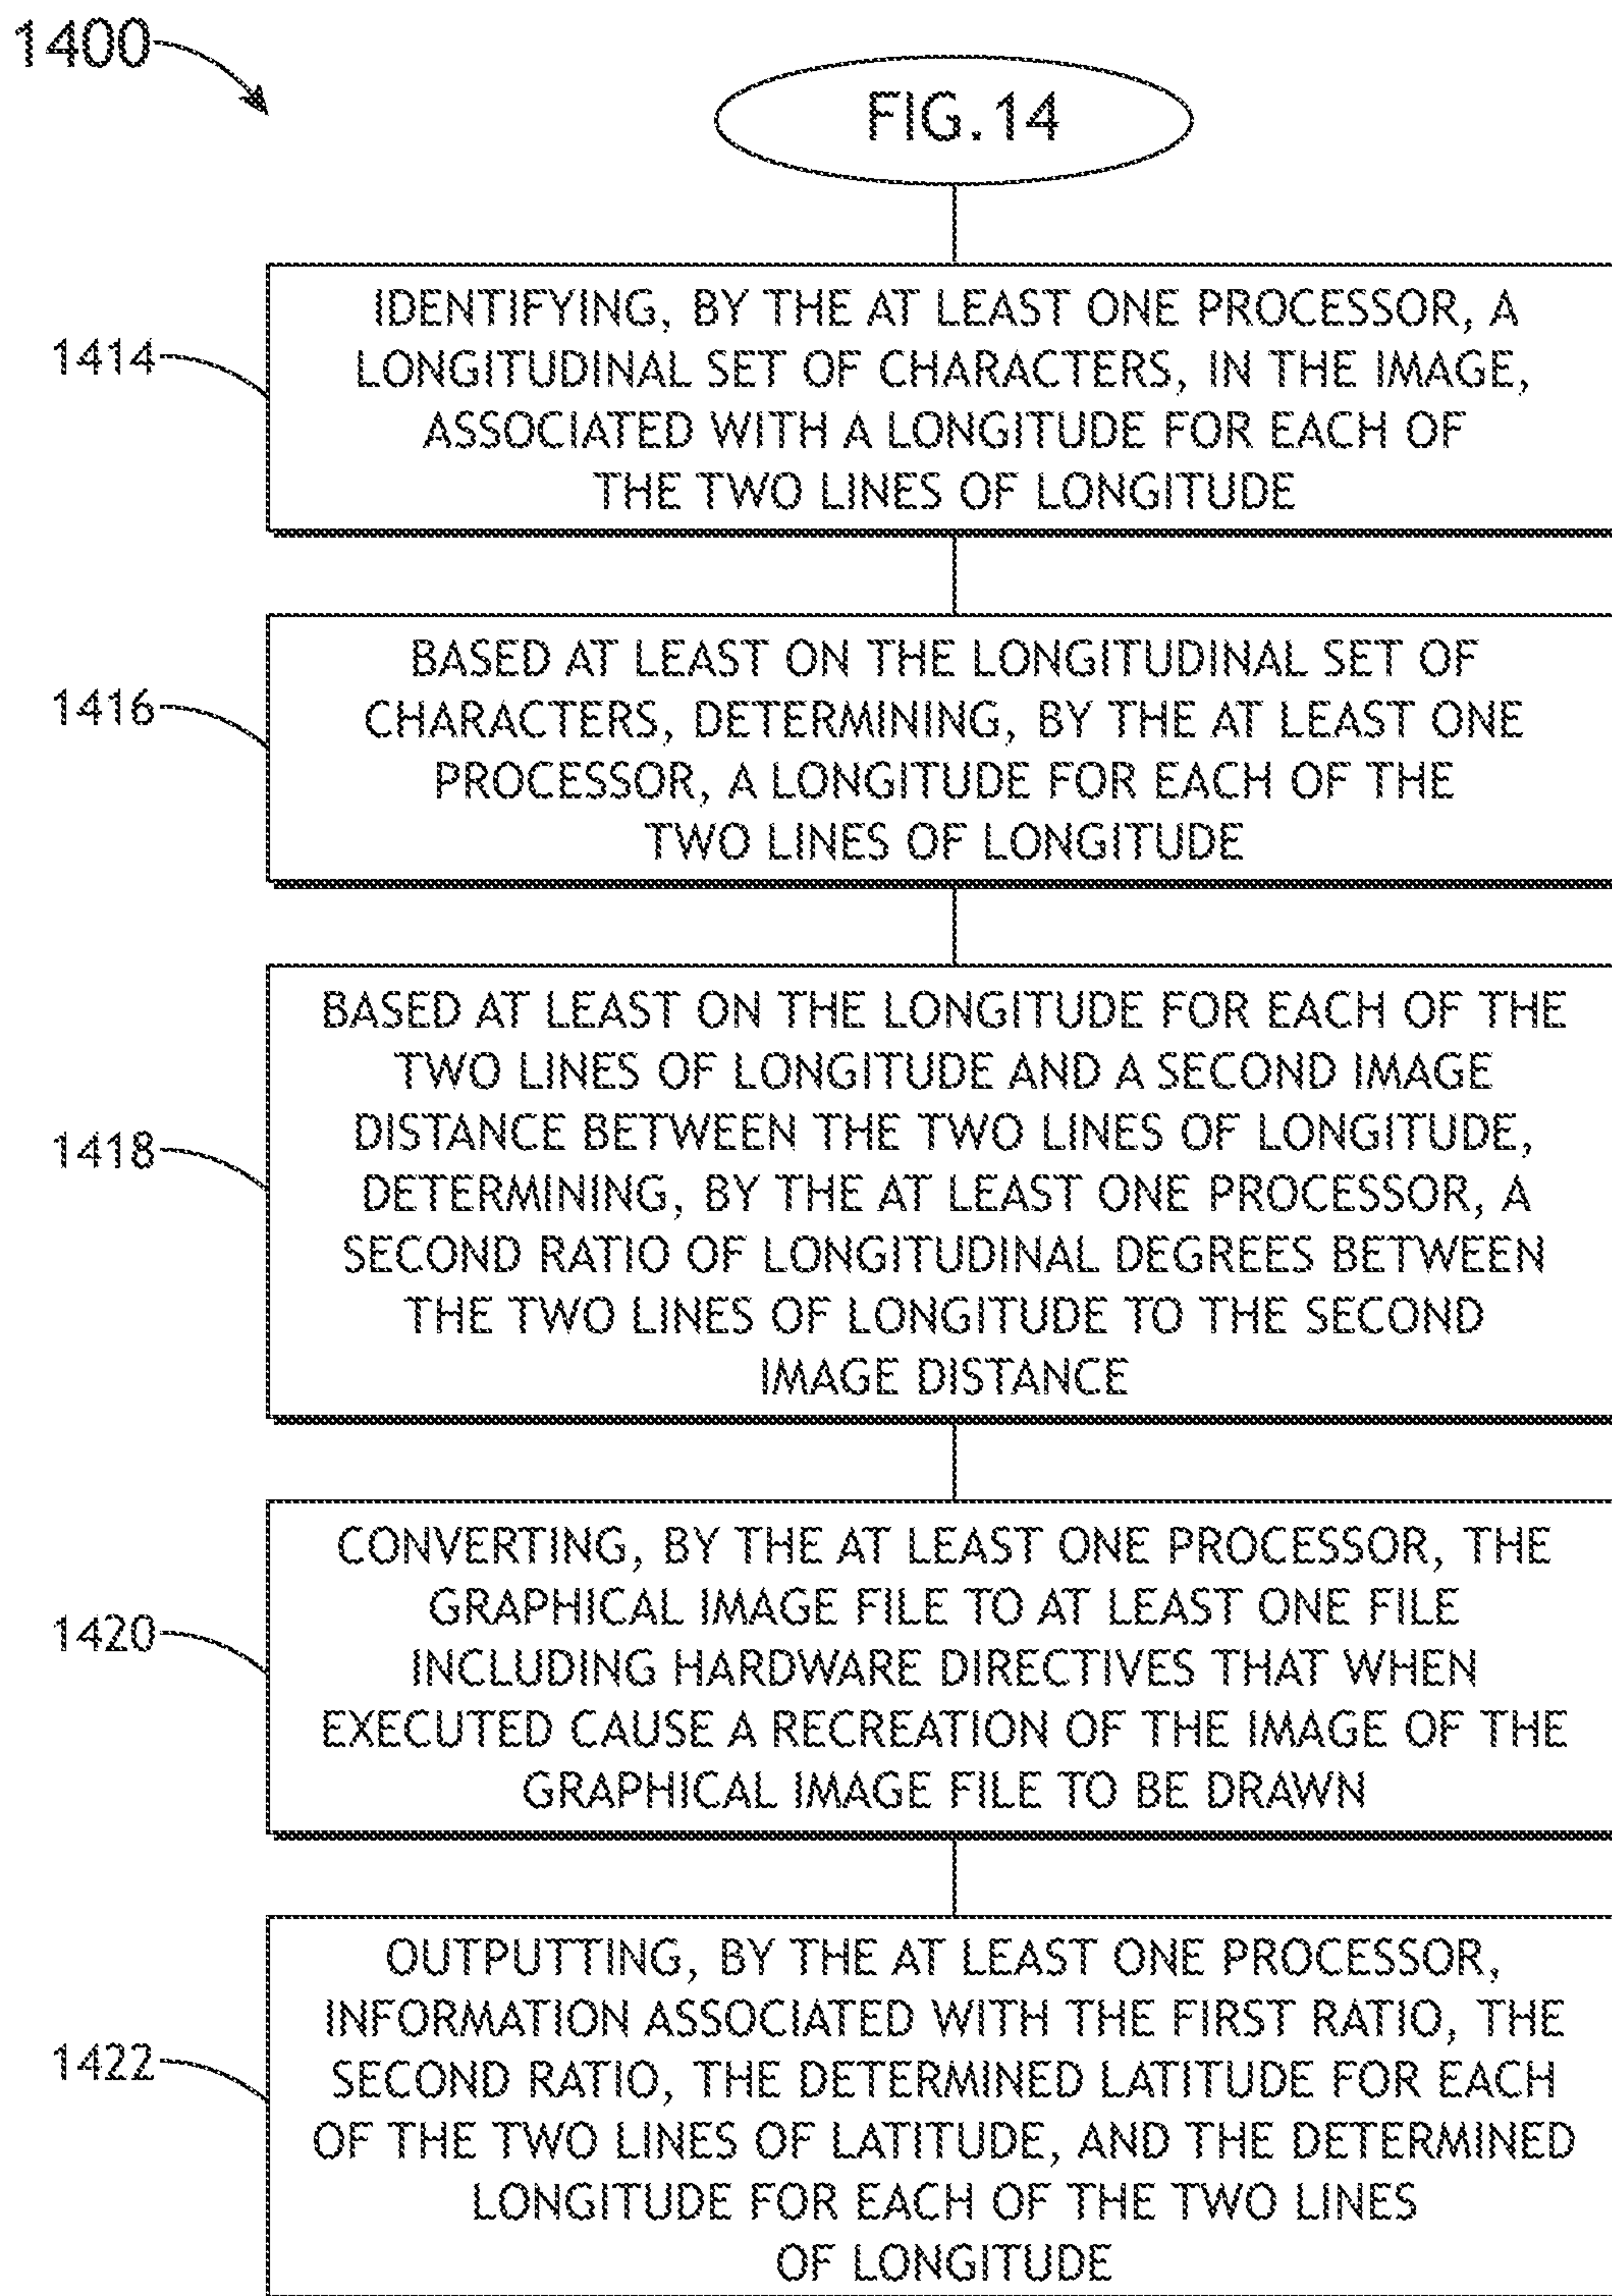 1400
FIG. 14
1414
IDENTIFYING, BY THE AT LEAST ONE PROCESSOR, A
LONGITUDINAL SET OF CHARACTERS, IN THE IMAGE,
ASSOCIATED WITH A LONGITUDE FOR EACH OF
THE TWO LINES OF LONGITUDE
1416
BASED AT LEAST ON THE LONGITUDINAL SET OF
CHARACTERS, DETERMINING, BY THE AT LEAST ONE
PROCESSOR, A LONGITUDE FOR EACH OF THE
TWO LINES OF LONGITUDE
1418
BASED AT LEAST ON THE LONGITUDE FOR EACH OF THE
TWO LINES OF LONGITUDE AND A SECOND IMAGE
DISTANCE BETWEEN THE TWO LINES OF LONGITUDE,
DETERMINING, BY THE AT LEAST ONE PROCESSOR, A
SECOND RATIO OF LONGITUDINAL DEGREES BETWEEN
THE TWO LINES OF LONGITUDE TO THE SECOND
IMAGE DISTANCE
1420
CONVERTING, BY THE AT LEAST ONE PROCESSOR, THE
GRAPHICAL IMAGE FILE TO AT LEAST ONE FILE
INCLUDING HARDWARE DIRECTIVES THAT WHEN
EXECUTED CAUSE A RECREATION OF THE IMAGE OF THE
GRAPHICAL IMAGE FILE TO BE DRAWN
1422
OUTPUTTING, BY THE AT LEAST ONE PROCESSOR,
INFORMATION ASSOCIATED WITH THE FIRST RATIO, THE
SECOND RATIO, THE DETERMINED LATITUDE FOR EACH
OF THE TWO LINES OF LATITUDE, AND THE DETERMINED
LONGITUDE FOR EACH OF THE TWO LINES
OF LONGITUDE